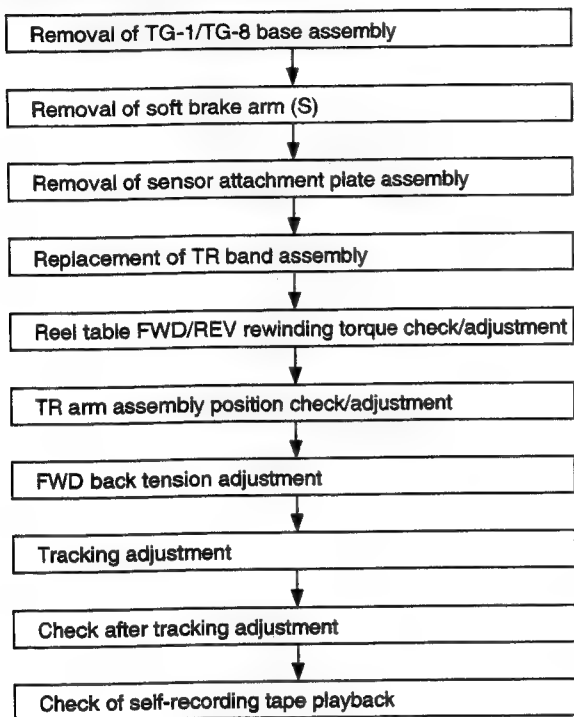 Removal of TG-1/TG-8 base assembly
Removal of soft brake arm (S)
Removal of sensor attachment plate assembly
Replacement of TR band assembly
Reel table FWD/REV rewinding torque check/adjustment
TR arm assembly position check/adjustment
FWD back tension adjustment
Tracking adjustment
Check after tracking adjustment
Check of self-recording tape playback